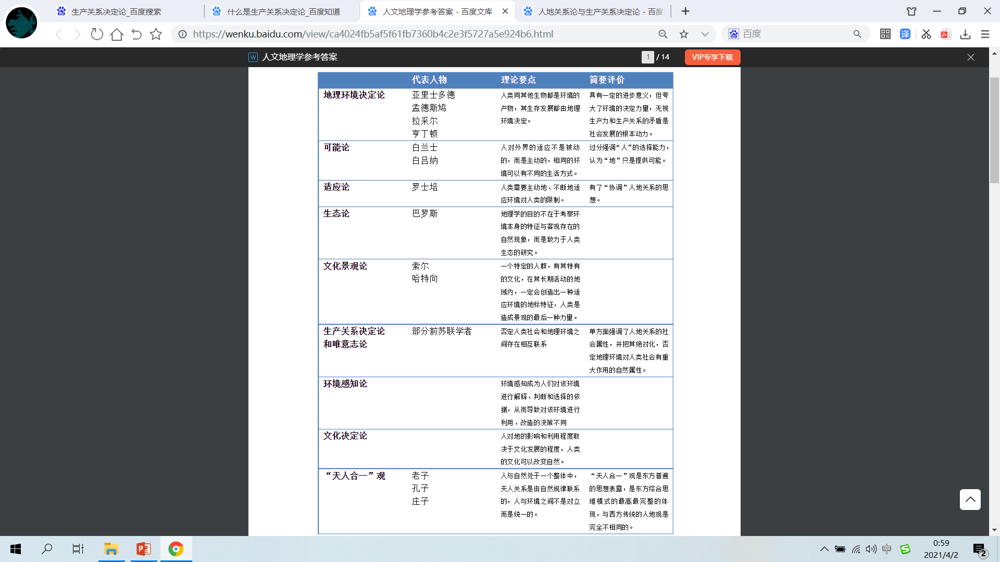 生产关系决定论_百度搜索
什么是生产关系决定论_百度知道
人文地理学参考答案 - 百度文库
人地关系论与生产关系决定论 - 百度
https://wenku.baidu.com/view/ca4024fb5af5f61fb7360b4c2e3f5727a5e924b6.html
百度
译
W 人文地理学参考答案
1 / 14
VIP专享下载
代表人物 理论要点 简要评价
地理环境决定论
亚里士多德
孟德斯鸠
拉采尔
亨丁顿
人类同其他生物都是环境的
产物，其生存发展都由地理
环境决定。
具有一定的进步意义，但夸
大了环境的决定力量，无视
生产力和生产关系的矛盾是
社会发展的根本动力。
可能论
白兰士
白吕纳
人对外界的适应不是被动
的，而是主动的，相同的环
境可以有不同的生活方式。
过分强调“人”的选择能力，
认为“地”只是提供可能。
适应论
罗士培
人类需要主动地、不断地适
应环境对人类的限制。
有了“协调”人地关系的思
想。
生态论
巴罗斯
地理学的目的不在于考察环
境本身的特征与客观存在的
自然现象，而是致力于人类
生态的研究。
文化景观论
索尔
哈特向
一个特定的人群，有其特有
的文化，在其长期活动的地
域内，一定会创造出一种适
应环境的地标特征，人类是
造成景观的最后一种力量。
生产关系决定论
和唯意志论
部分前苏联学者
否定人类社会和地理环境之
间存在相互联系
单方面强调了人地关系的社
会属性，并把其绝对化，否
定地理环境对人类社会有重
大作用的自然属性。
环境感知论
环境感知成为人们对该环境
进行解释、判断和选择的依
据，从而导致对该环境进行
利用、改造的决策不同
文化决定论
人对地的影响和利用程度取
决于文化发展的程度，人类
的文化可以改变自然。
“天人合一”观
老子
孔子
庄子
人与自然处于一个整体中，
天人关系是由自然规律联系
的，人与环境之间不是对立
而是统一的。
“天人合一”观是东方普遍
的思想表露，是东方综合思
维模式的最高最完整的体
现，与西方传统的人地观是
完全不相同的。
中
0:59
2021/4/2
2